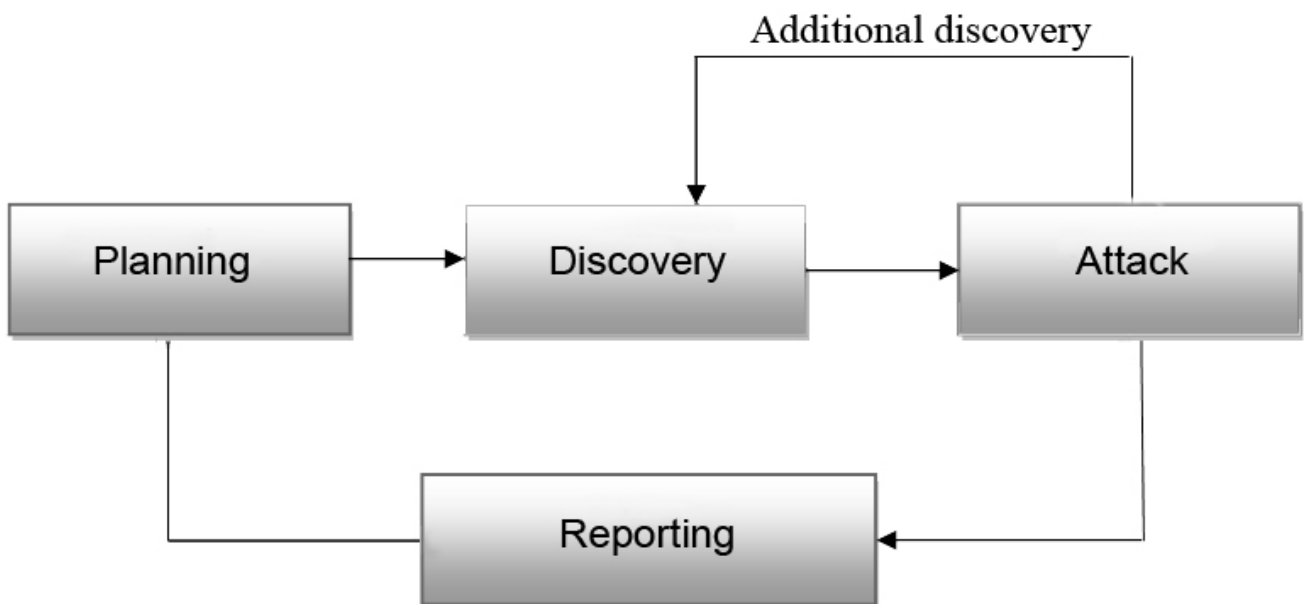 Additional discovery
Planning
Discovery
Attack
Reporting